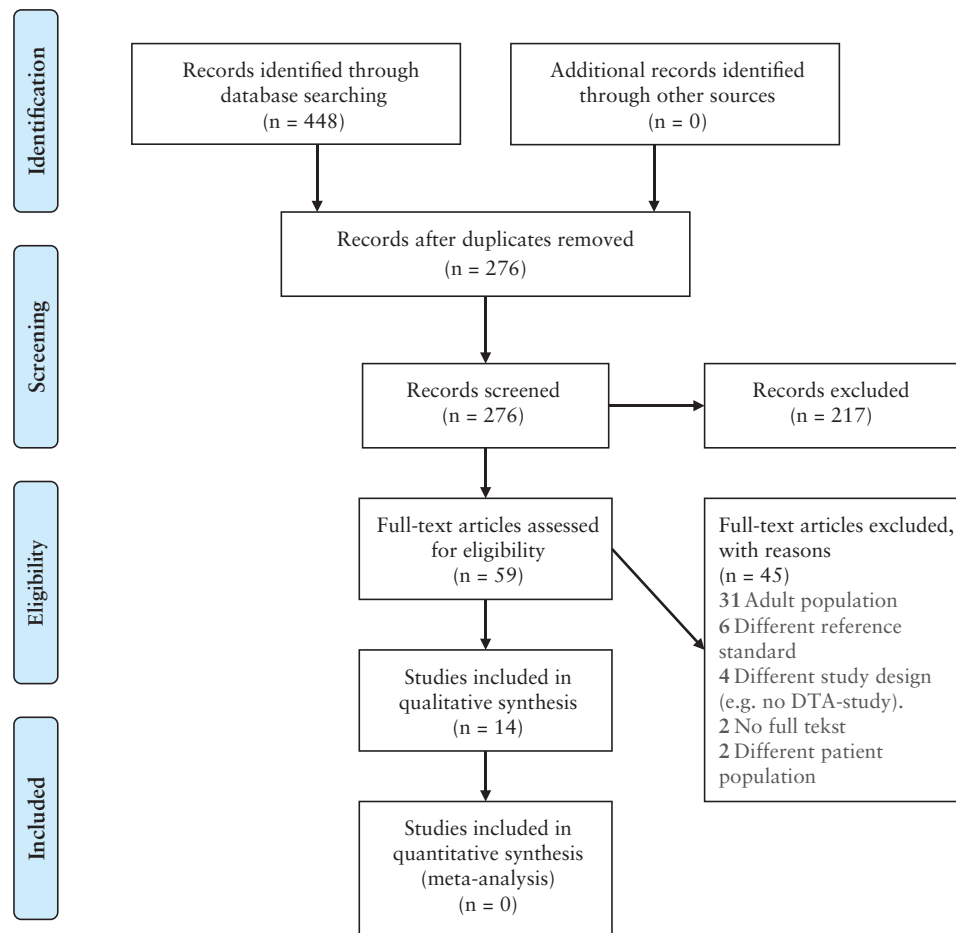 Identification
Records identified through
database searching
(n = 448)
Additional records identified
through other sources
(n = 0)
Records after duplicates removed
(n = 276)
Screening
Records screened
(n = 276)
Records excluded
(n = 217)
Eligibility
Full-text articles assessed
for eligibility
(n = 59)
Full-text articles excluded,
with reasons
(n = 45)
31 Adult population
6 Different reference
standard
4 Different study design
(e.g. no DTA-study).
2 No full tekst
2 Different patient
population
Studies included in
qualitative synthesis
(n = 14)
Included
Studies included in
quantitative synthesis
(meta-analysis)
(n = 0)